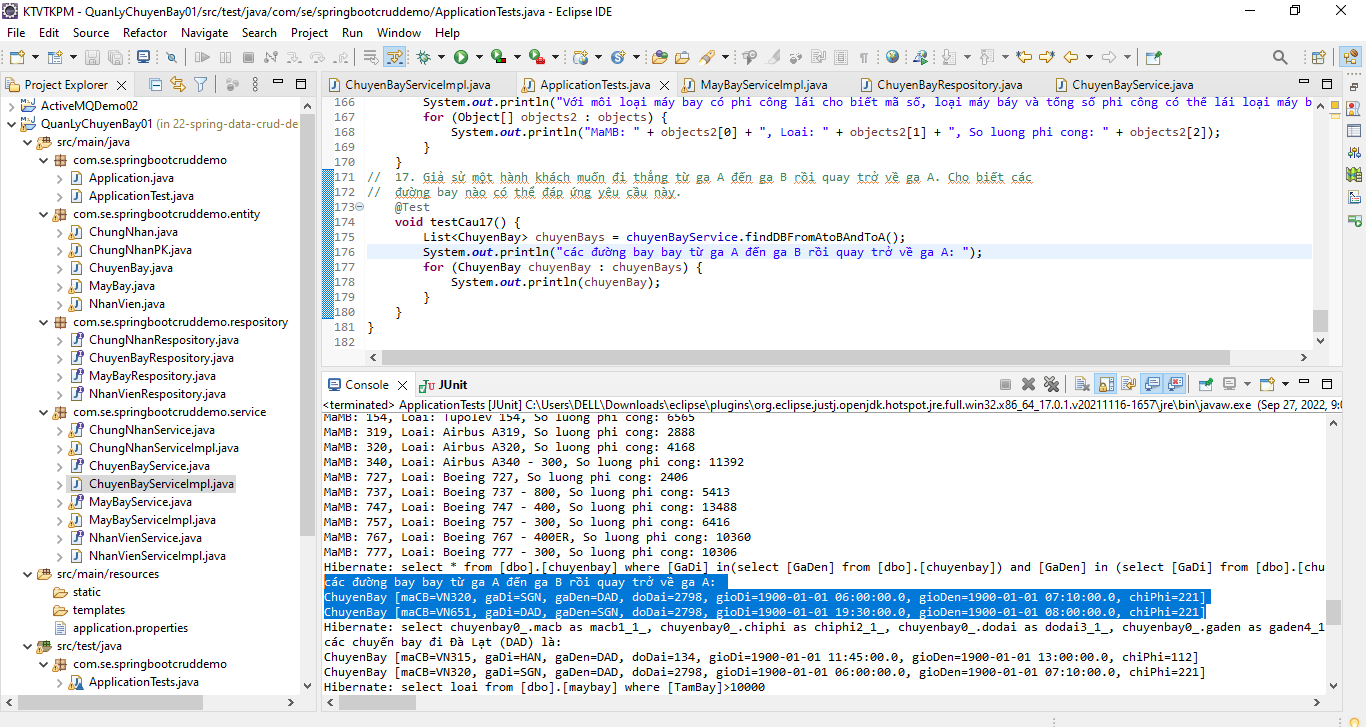 KTVTKPM - QuanLyChuyenBay01/src/test/java/com/se/springbootcruddemo/ApplicationTests.java - Eclipse IDE
File Edit Source Refactor Navigate Search Project Run Window Help
Project Explorer
ActiveMQDemo02
QuanLyChuyenBay01 (in 22-spring-data-crud-de
src/main/java
com.se.springbootcruddemo
Application.java
ApplicationTest.java
com.se.springbootcruddemo.entity
ChungNhan.java
ChungNhanPK.java
ChuyenBay.java
MayBay.java
NhanVien.java
com.se.springbootcruddemo.respository
ChungNhanRespository.java
ChuyenBayRespository.java
MayBayRespository.java
NhanVienRespository.java
com.se.springbootcruddemo.service
ChungNhanService.java
ChungNhanServiceImpl.java
ChuyenBayService.java
ChuyenBayServiceImpl.java
MayBayService.java
MayBayServiceImpl.java
NhanVienService.java
NhanVienServiceImpl.java
src/main/resources
static
templates
application.properties
src/test/java
com.se.springbootcruddemo
ApplicationTests.java
ChuyenBayServiceImpl.java ApplicationTests.java MayBayServiceImpl.java ChuyenBayRespository.java ChuyenBayService.java
166 System.out.println("Với mỗi loại máy bay có phi công lái cho biết mã số, loại máy báy và tổng số phi công có thể lái loại máy b
167 for (Object[] objects2 : objects) {
168 System.out.println("MaMB: " + objects2[0] + ", Loai: " + objects2[1] + ", So luong phi cong: " + objects2[2]);
169 }
170 }
171 // 17. Giả sử một hành khách muốn đi thẳng từ ga A đến ga B rồi quay trở về ga A. Cho biết các
172 // đường bay nào có thể đáp ứng yêu cầu này.
173 @Test
174 void testCau17() {
175 List<ChuyenBay> chuyenBays = chuyenBayService.findDBFromAtoBAndToA();
176 System.out.println("các đường bay bay từ ga A đến ga B rồi quay trở về ga A: ");
177 for (ChuyenBay chuyenBay : chuyenBays) {
178 System.out.println(chuyenBay);
179 }
180 }
181 }
182
Console JUnit
<terminated> ApplicationTests [JUnit] C:\Users\DELL\Downloads\eclipse\plugins\org.eclipse.justj.openjdk.hotspot.jre.full.win32.x86_64_17.0.1.v20211116-1657\jre\bin\javaw.exe (Sep 27, 2022, 9:0
MaMB: 154, Loai: Tupolev 154, So luong phi cong: 6565
MaMB: 319, Loai: Airbus A319, So luong phi cong: 2888
MaMB: 320, Loai: Airbus A320, So luong phi cong: 4168
MaMB: 340, Loai: Airbus A340 - 300, So luong phi cong: 11392
MaMB: 727, Loai: Boeing 727, So luong phi cong: 2406
MaMB: 737, Loai: Boeing 737 - 800, So luong phi cong: 5413
MaMB: 747, Loai: Boeing 747 - 400, So luong phi cong: 13488
MaMB: 757, Loai: Boeing 757 - 300, So luong phi cong: 6416
MaMB: 767, Loai: Boeing 767 - 400ER, So luong phi cong: 10360
MaMB: 777, Loai: Boeing 777 - 300, So luong phi cong: 10306
Hibernate: select * from [dbo].[chuyenbay] where [GaDi] in(select [GaDen] from [dbo].[chuyenbay]) and [GaDen] in (select [GaDi] from [dbo].[chu
các đường bay bay từ ga A đến ga B rồi quay trở về ga A:
ChuyenBay [maCB=VN320, gaDi=SGN, gaDen=DAD, doDai=2798, gioDi=1900-01-01 06:00:00.0, gioDen=1900-01-01 07:10:00.0, chiPhi=221]
ChuyenBay [maCB=VN651, gaDi=DAD, gaDen=SGN, doDai=2798, gioDi=1900-01-01 19:30:00.0, gioDen=1900-01-01 08:00:00.0, chiPhi=221]
Hibernate: select chuyenbay0_.macb as macb1_1_, chuyenbay0_.chiphi as chiphi2_1_, chuyenbay0_.dodai as dodai3_1_, chuyenbay0_.gaden as gaden4_1
các chuyến bay đi Đà Lạt (DAD) là:
ChuyenBay [maCB=VN315, gaDi=HAN, gaDen=DAD, doDai=134, gioDi=1900-01-01 11:45:00.0, gioDen=1900-01-01 13:00:00.0, chiPhi=112]
ChuyenBay [maCB=VN320, gaDi=SGN, gaDen=DAD, doDai=2798, gioDi=1900-01-01 06:00:00.0, gioDen=1900-01-01 07:10:00.0, chiPhi=221]
Hibernate: select loai from [dbo].[maybay] where [TamBay]>10000